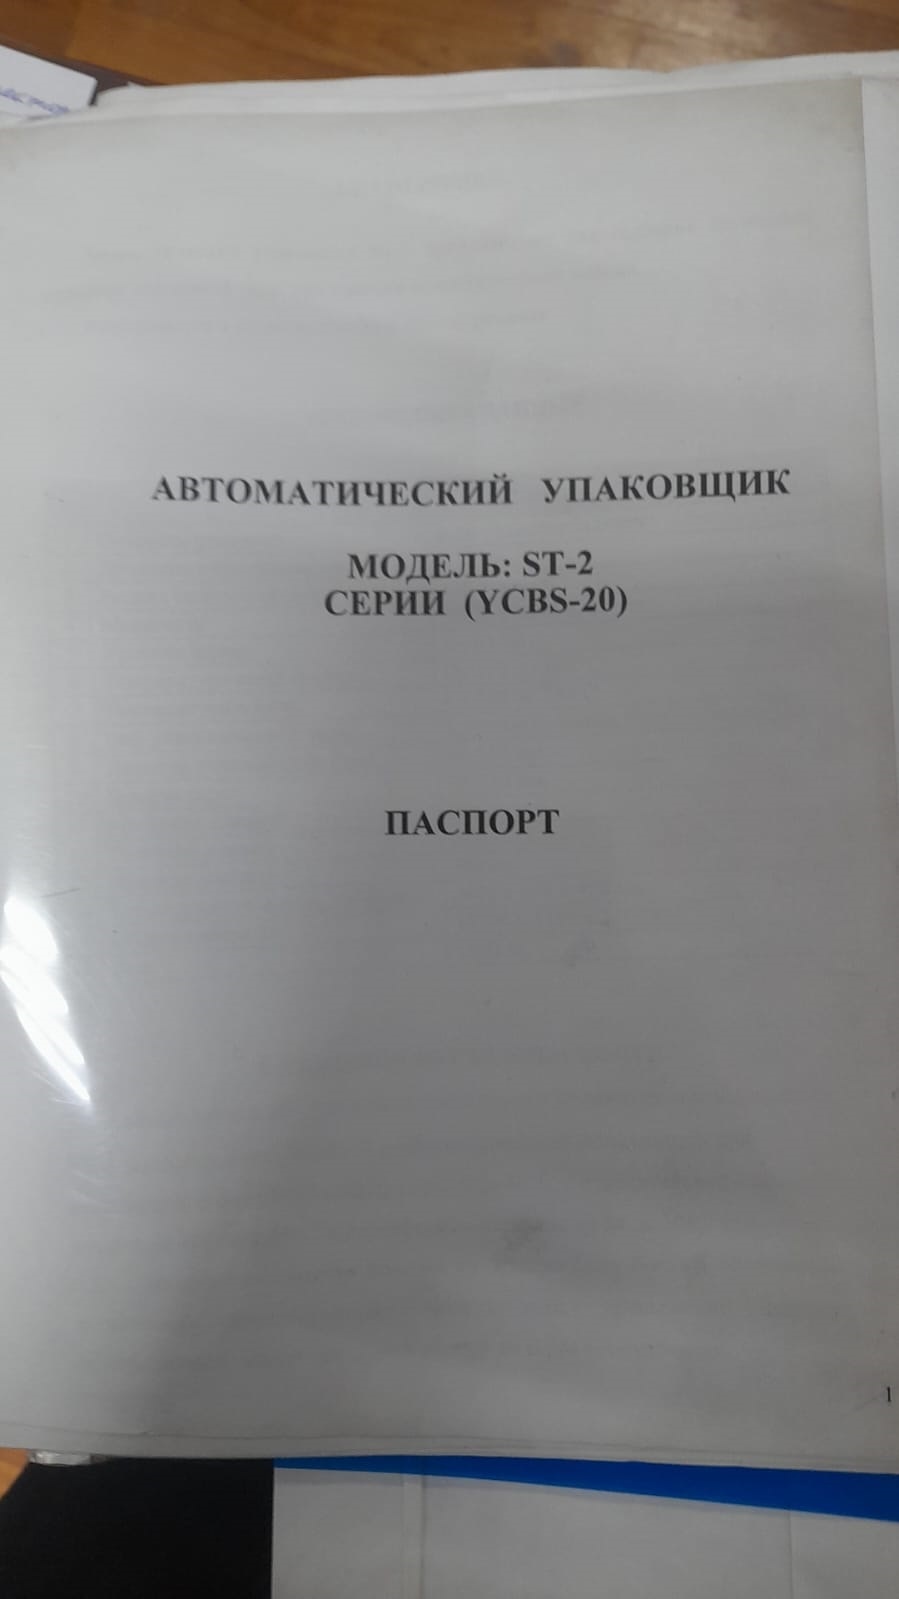 АВТОМАТИЧЕСКИЙ УПАКОВЩИК
МОДЕЛЬ: ST-2
СЕРИИ (YCBS-20)
ПАСПОРТ
1